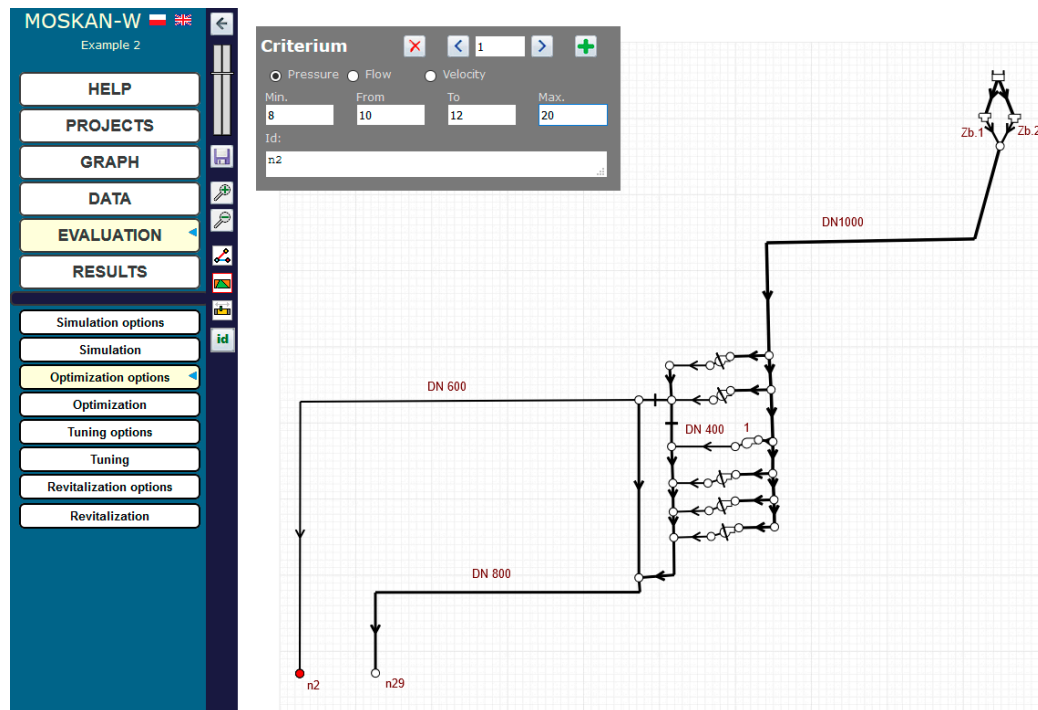 MOSKAN-W
Example 2
HELP
PROJECTS
GRAPH
DATA
EVALUATION
RESULTS
Simulation options
Simulation
Optimization options
Optimization
Tuning options
Tuning
Revitalization options
Revitalization
id
Criterium
1
Pressure Flow Velocity
Min. From To Max.
8 10 12 20
Id:
n2
Zb.1 Zb.2
DN1000
DN 600
DN 400 1
DN 800
n2 n29